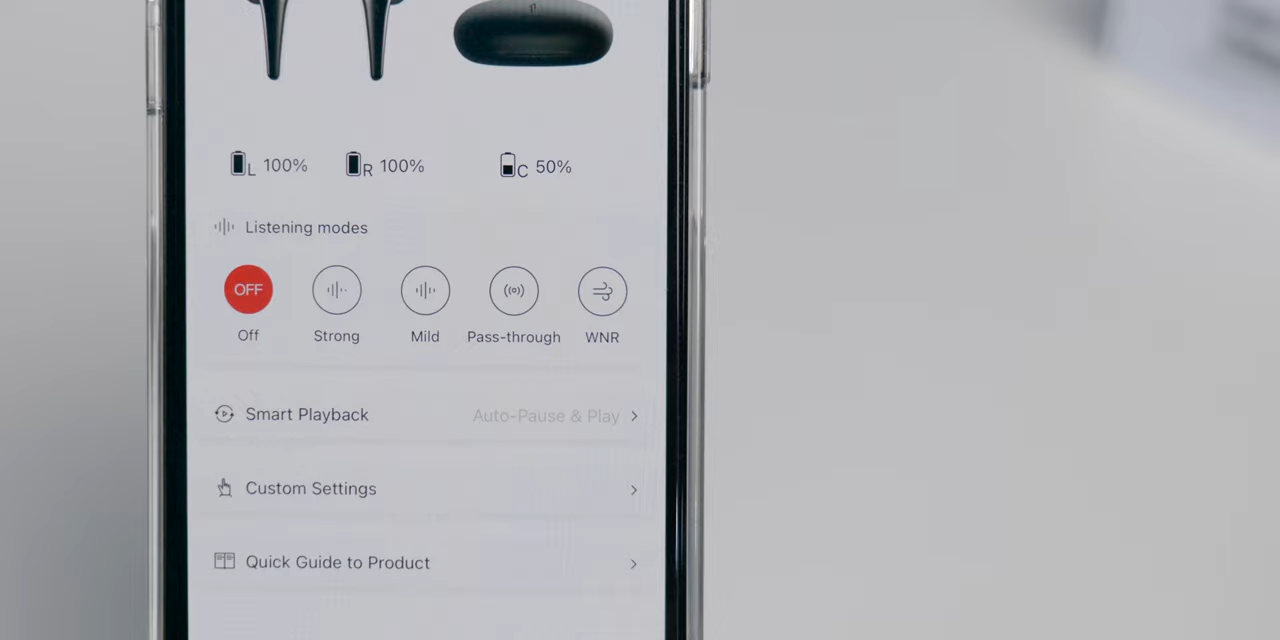 L 100% R 100% C 50%
Listening modes
OFF
Off Strong Mild Pass-through WNR
Smart Playback Auto-Pause & Play
Custom Settings
Quick Guide to Product